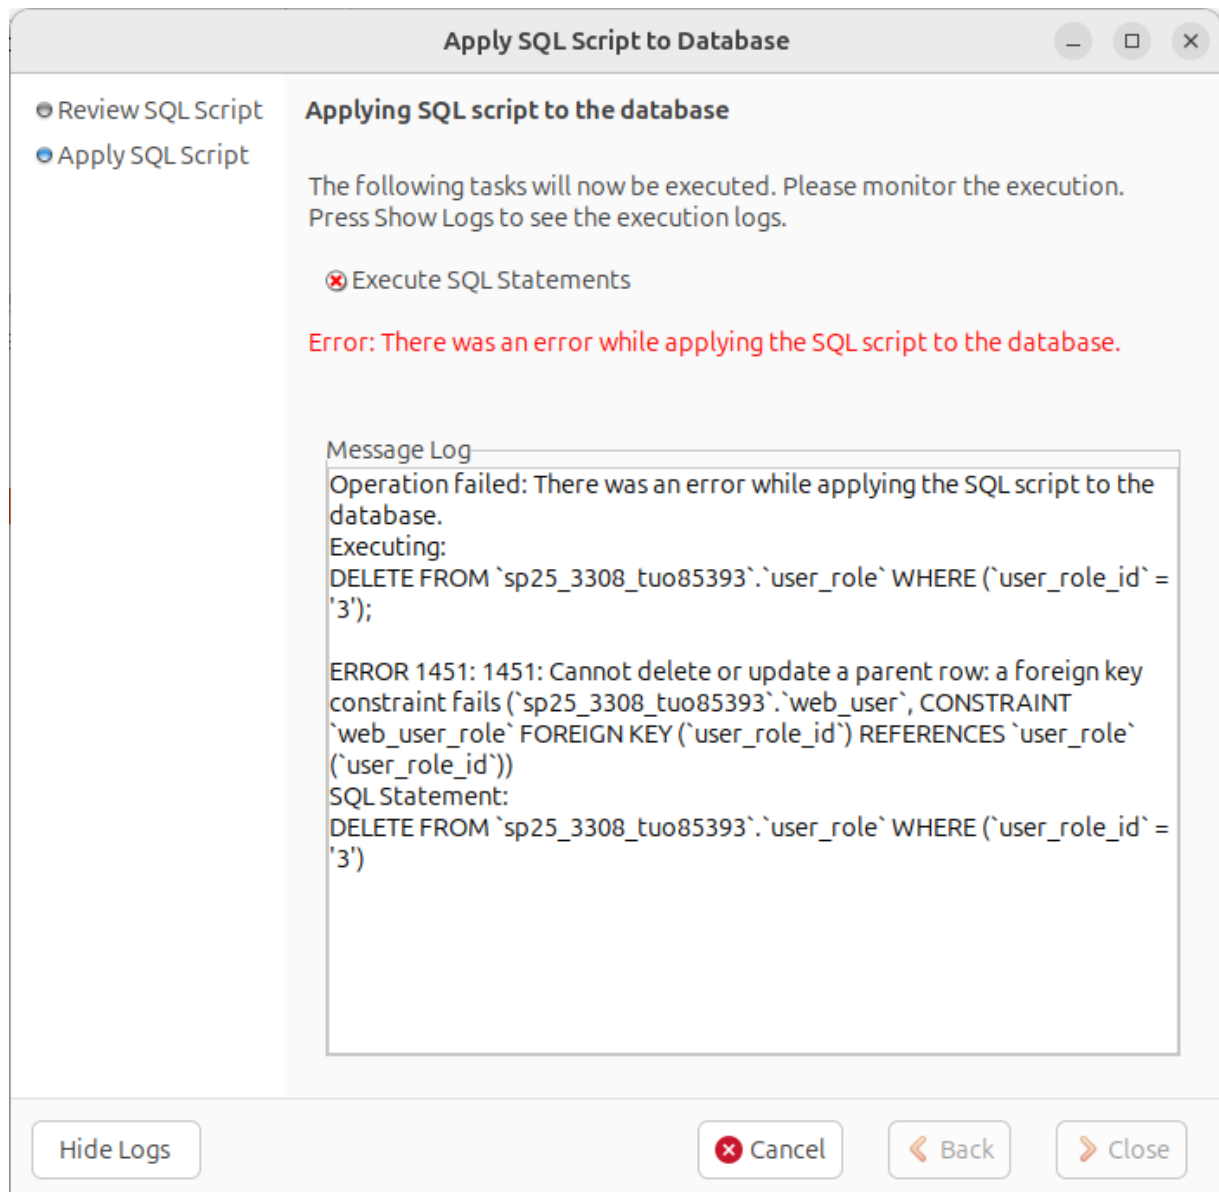 Apply SQL Script to Database
Review SQL Script
Apply SQL Script
Applying SQL script to the database
The following tasks will now be executed. Please monitor the execution.
Press Show Logs to see the execution logs.
Execute SQL Statements
Error: There was an error while applying the SQL script to the database.
Message Log
Operation failed: There was an error while applying the SQL script to the
database.
Executing:
DELETE FROM `sp25_3308_tuo85393`.`user_role` WHERE (`user_role_id` =
'3');
ERROR 1451: 1451: Cannot delete or update a parent row: a foreign key
constraint fails (`sp25_3308_tuo85393`.`web_user`, CONSTRAINT
`web_user_role` FOREIGN KEY (`user_role_id`) REFERENCES `user_role`
(`user_role_id`))
SQL Statement:
DELETE FROM `sp25_3308_tuo85393`.`user_role` WHERE (`user_role_id` =
'3')
Hide Logs
Cancel
Back
Close